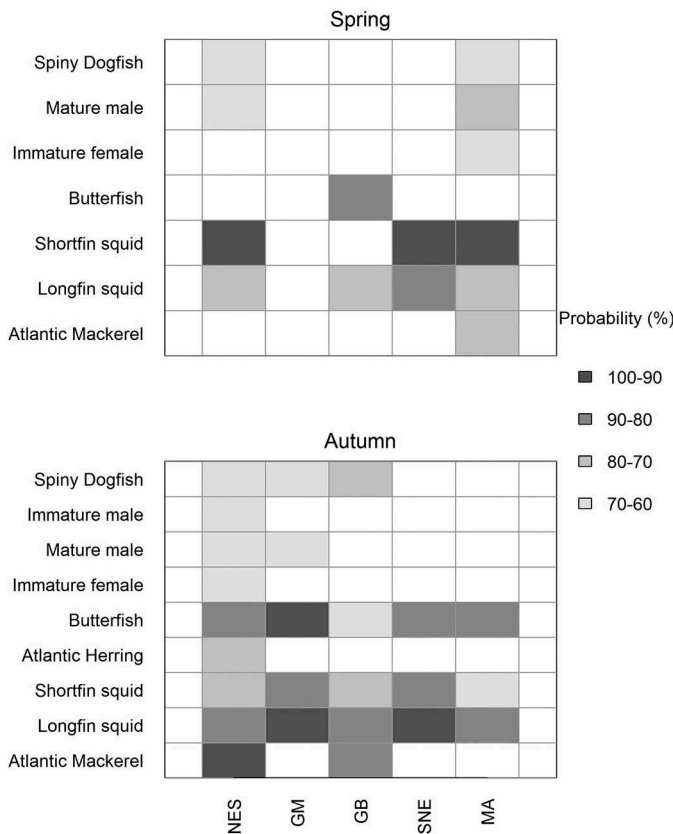 Spring
Spiny Dogfish
Mature male
Immature female
Butterfish
Shortfin squid
Longfin squid
Atlantic Mackerel
Probability (%)
100-90
90-80
80-70
70-60
Autumn
Spiny Dogfish
Immature male
Mature male
Immature female
Butterfish
Atlantic Herring
Shortfin squid
Longfin squid
Atlantic Mackerel
NES
GM
GB
SNE
MA